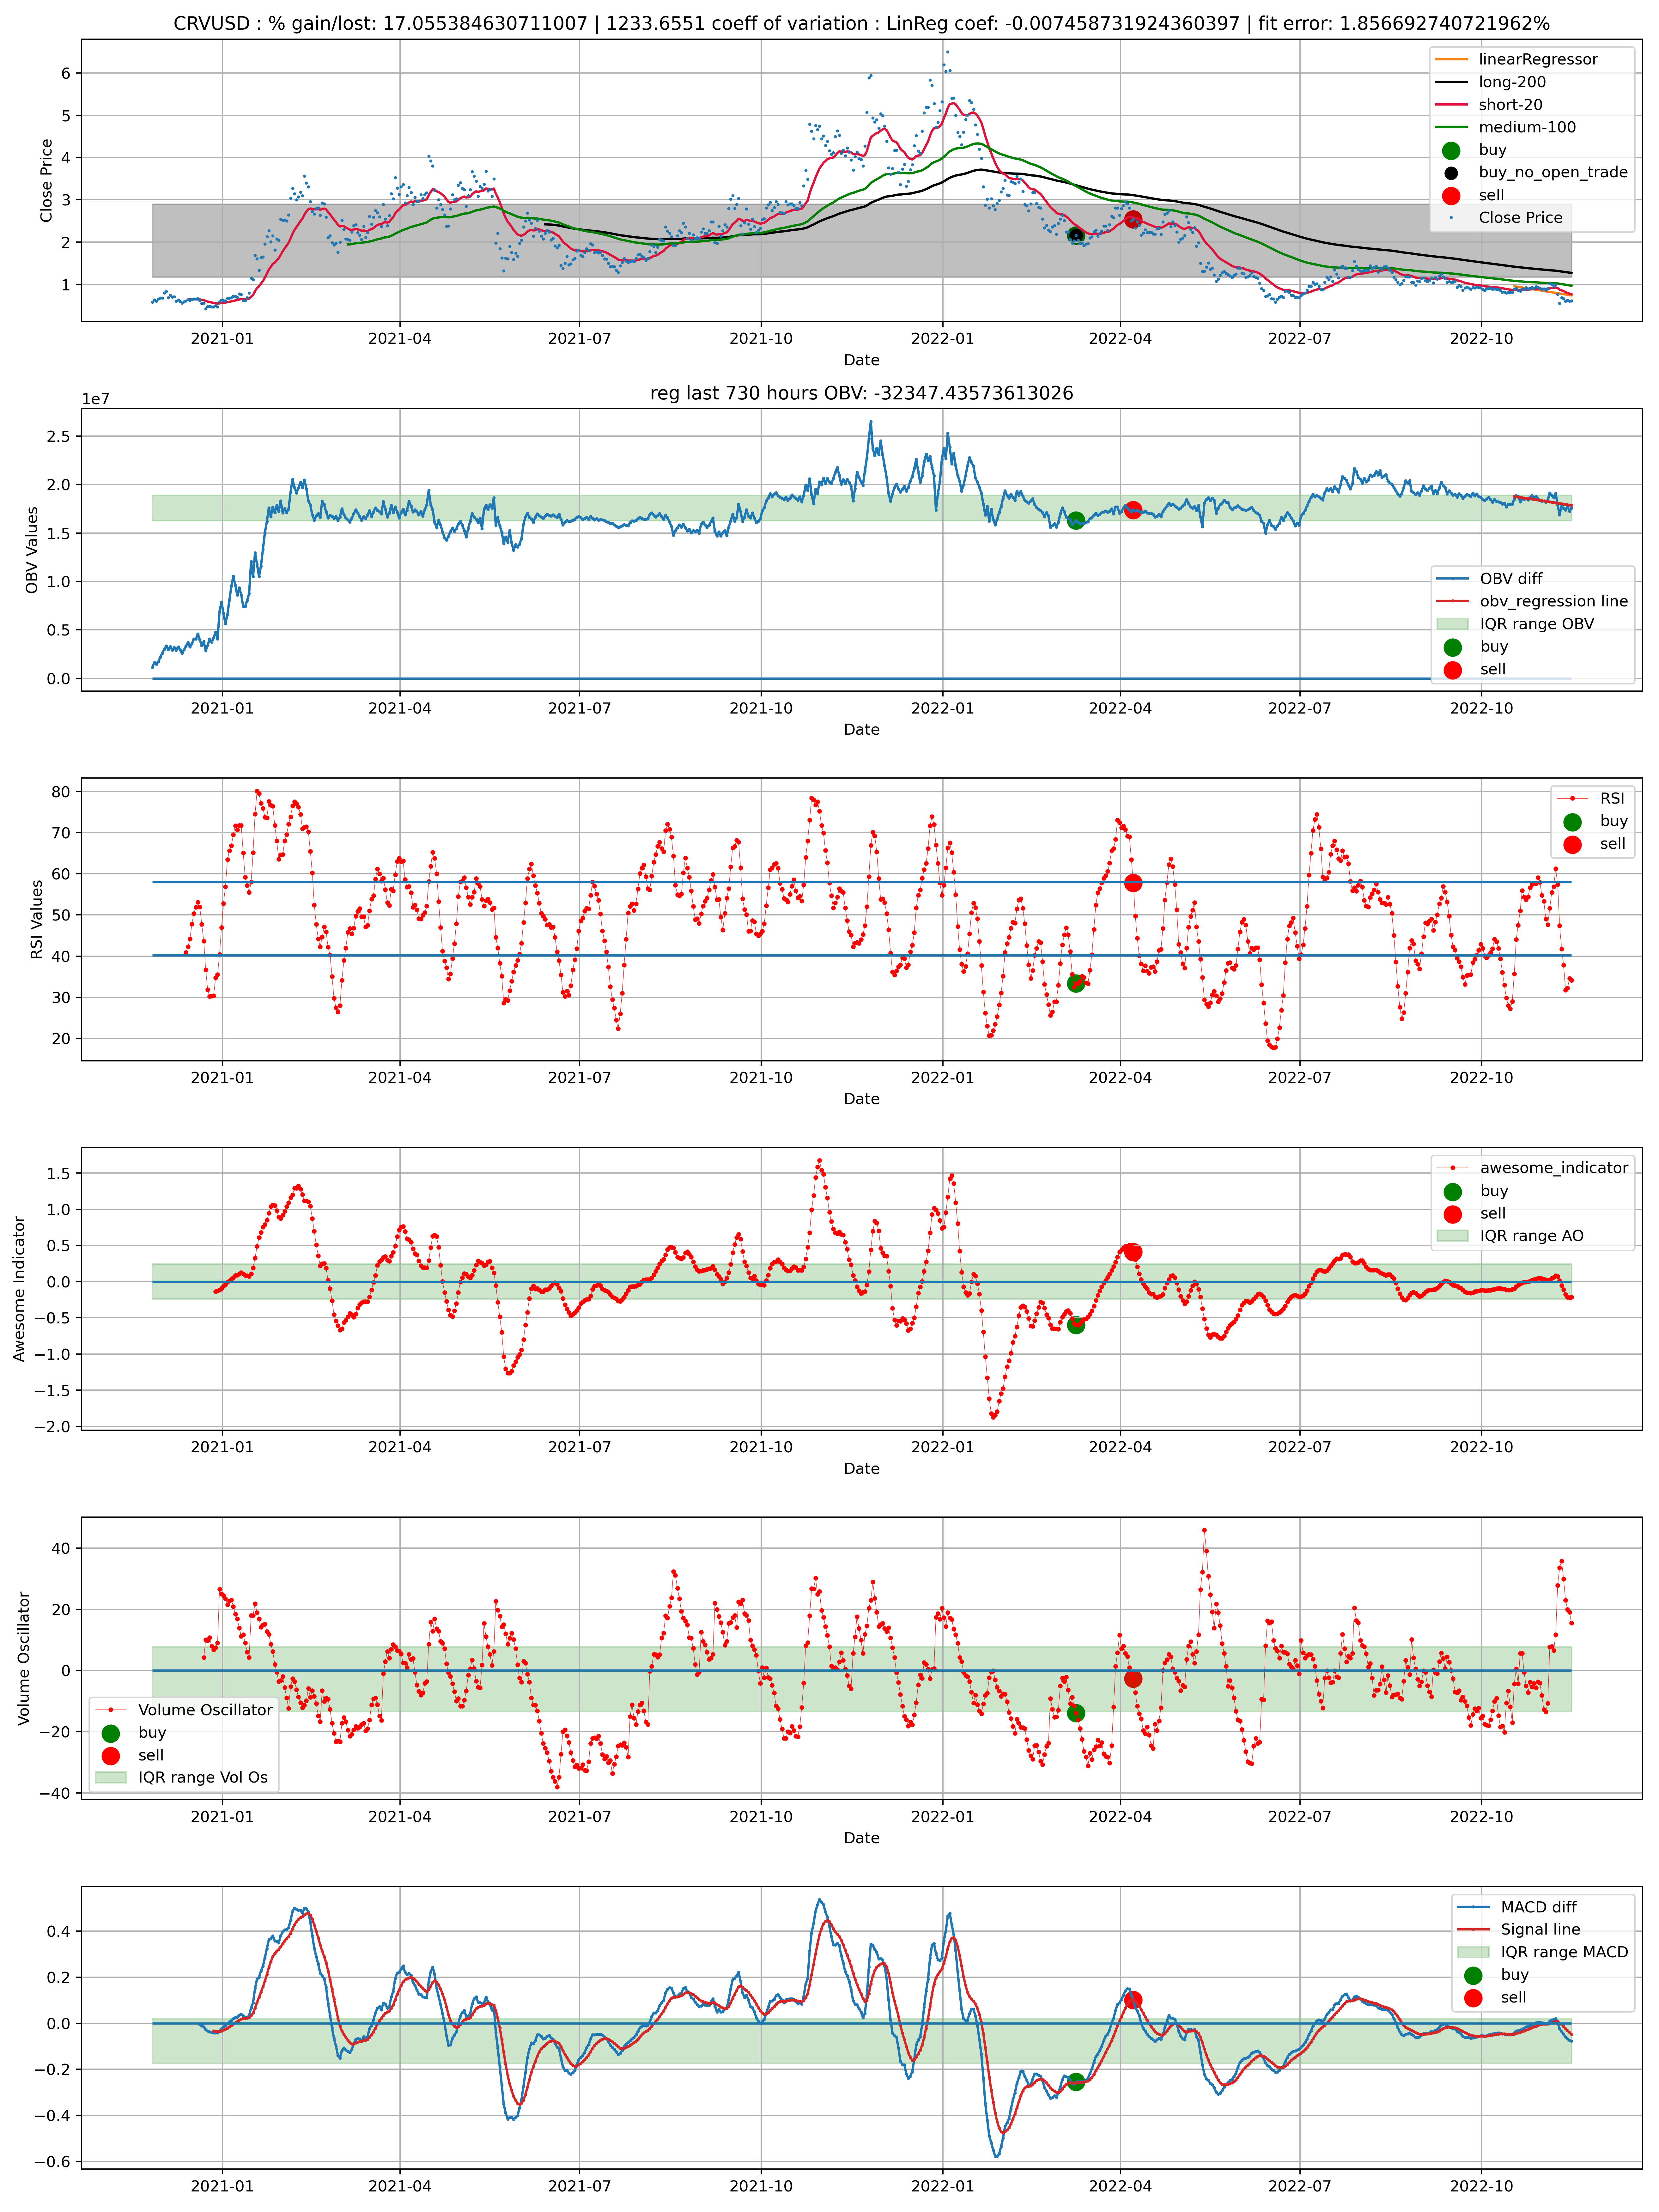 CRVUSD : % gain/lost: 17.055384630711007 | 1233.6551 coeff of variation : LinReg coef: -0.007458731924360397 | fit error: 1.856692740721962%
Close Price
6
5
4
3
2
1
linearRegressor
long-200
short-20
medium-100
buy
buy_no_open_trade
sell
Close Price
2021-01 2021-04 2021-07 2021-10 2022-01 2022-04 2022-07 2022-10
Date
reg last 730 hours OBV: -32347.43573613026
1e7
OBV Values
2.5
2.0
1.5
1.0
0.5
0.0
OBV diff
obv_regression line
IQR range OBV
buy
sell
2021-01 2021-04 2021-07 2021-10 2022-01 2022-04 2022-07 2022-10
Date
RSI Values
80
70
60
50
40
30
20
RSI
buy
sell
2021-01 2021-04 2021-07 2021-10 2022-01 2022-04 2022-07 2022-10
Date
Awesome Indicator
1.5
1.0
0.5
0.0
−0.5
−1.0
−1.5
−2.0
awesome_indicator
buy
sell
IQR range AO
2021-01 2021-04 2021-07 2021-10 2022-01 2022-04 2022-07 2022-10
Date
Volume Oscillator
40
20
0
−20
−40
Volume Oscillator
buy
sell
IQR range Vol Os
2021-01 2021-04 2021-07 2021-10 2022-01 2022-04 2022-07 2022-10
Date
0.4
0.2
0.0
−0.2
−0.4
−0.6
MACD diff
Signal line
IQR range MACD
buy
sell
2021-01 2021-04 2021-07 2021-10 2022-01 2022-04 2022-07 2022-10